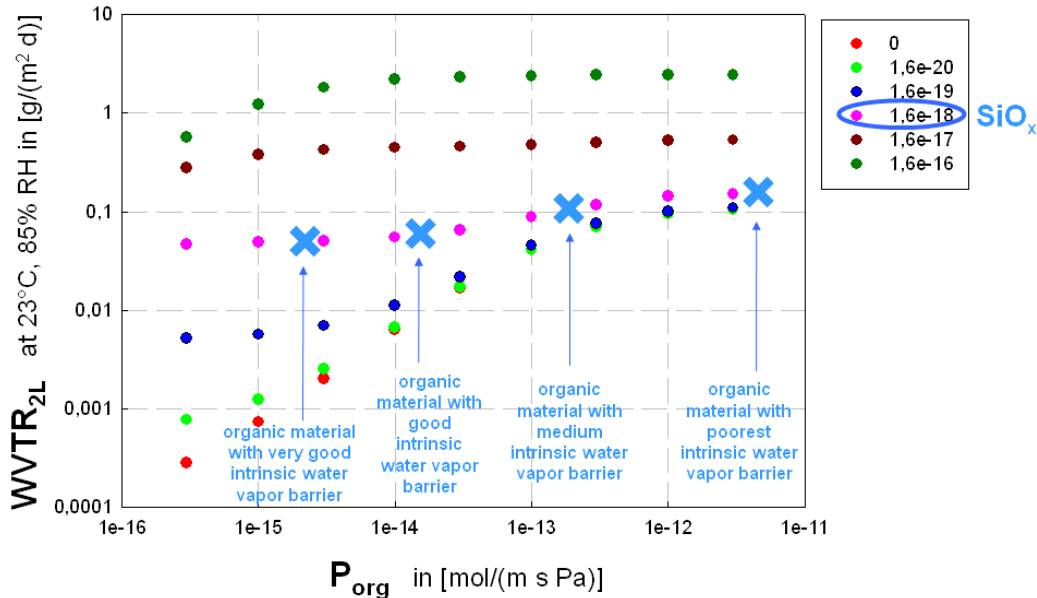 WVTR2L at 23°C, 85% RH in [g/(m² d)]
10
1
0,1
0,01
0,001
0,0001
1e-16
1e-15
1e-14
1e-13
1e-12
1e-11
Porg in [mol/(m s Pa)]
0
1,6e-20
1,6e-19
1,6e-18
1,6e-17
1,6e-16
SiOx
organic material
with very good
intrinsic water
vapor barrier
organic
material with
good
intrinsic
water vapor
barrier
organic
material with
medium
intrinsic water
vapor barrier
organic
material with
poorest
intrinsic water
vapor barrier